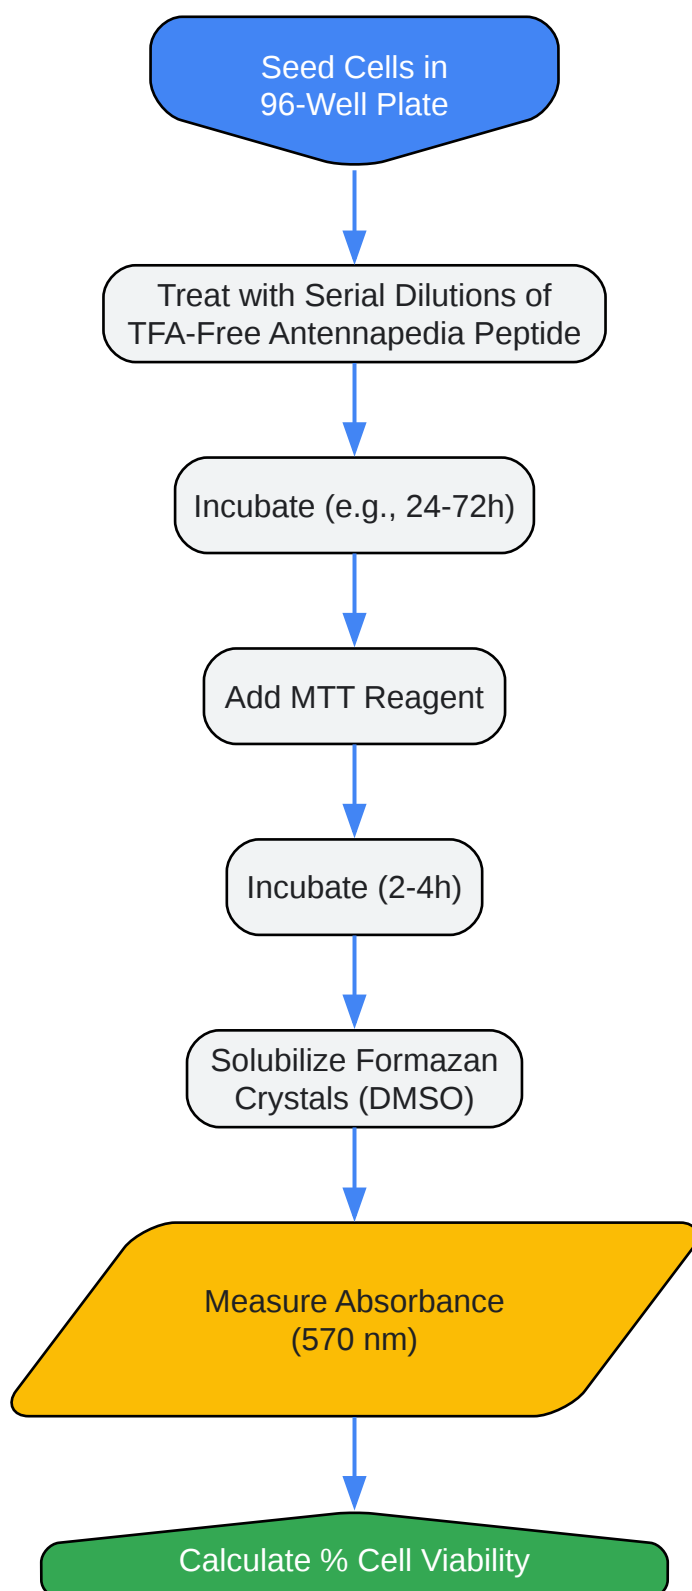 Seed Cells in
96-Well Plate
Treat with Serial Dilutions of
TFA-Free Antennapedia Peptide
Incubate (e.g., 24-72h)
Add MTT Reagent
Incubate (2-4h)
Solubilize Formazan
Crystals (DMSO)
Measure Absorbance
(570 nm)
Calculate % Cell Viability